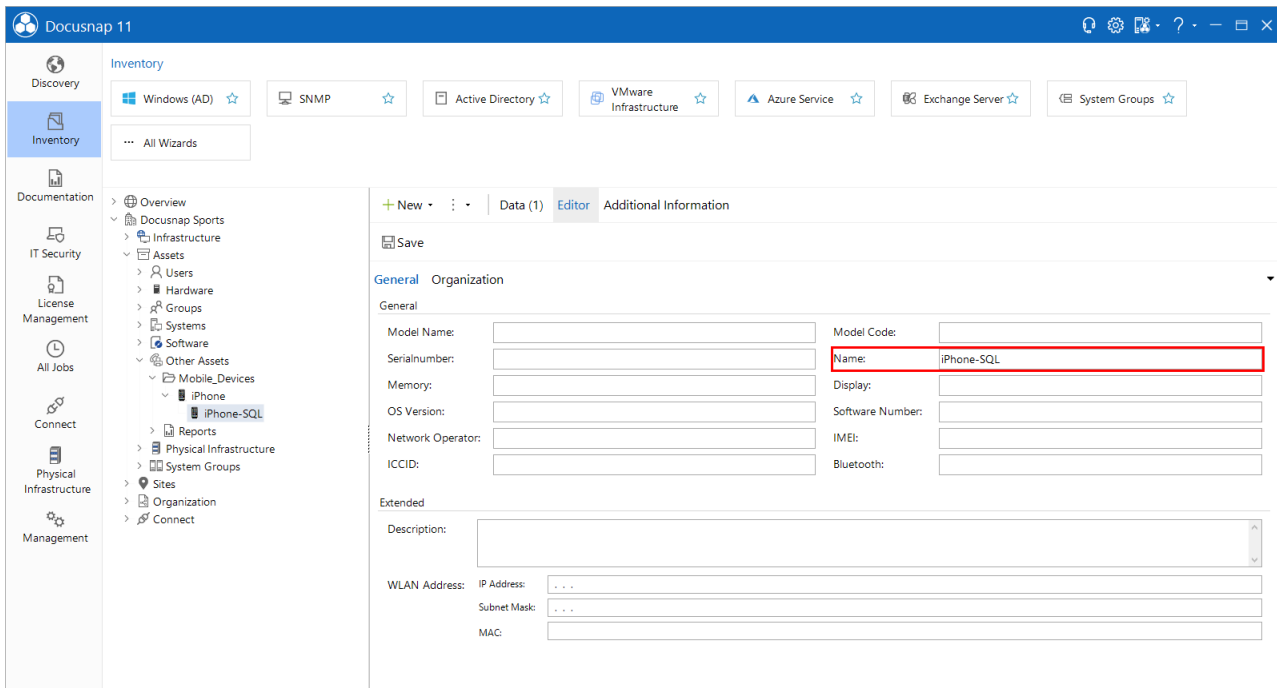 Docusnap 11
Discovery
Inventory
Documentation
IT Security
License
Management
All Jobs
Connect
Physical
Infrastructure
Management
Inventory
Windows (AD)
SNMP
Active Directory
VMware
Infrastructure
Azure Service
Exchange Server
System Groups
··· All Wizards
Overview
Docusnap Sports
Infrastructure
Assets
Users
Hardware
Groups
Systems
Software
Other Assets
Mobile_Devices
iPhone
iPhone-SQL
Reports
Physical Infrastructure
System Groups
Sites
Organization
Connect
+ New Data (1) Editor Additional Information
Save
General Organization
General
Model Name: Model Code:
Serialnumber: Name: iPhone-SQL
Memory: Display:
OS Version: Software Number:
Network Operator: IMEI:
ICCID: Bluetooth:
Extended
Description:
WLAN Address: IP Address: . . .
Subnet Mask: . . .
MAC: